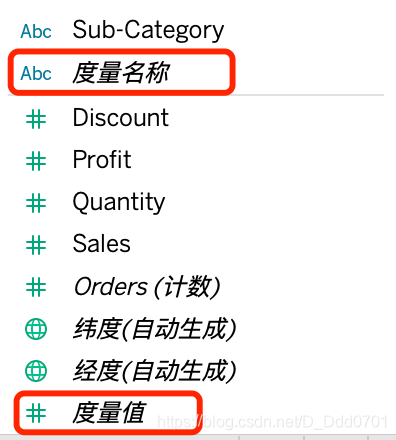 Abc Sub-Category
Abc 度量名称
Discount
Profit
Quantity
Sales
Orders (计数)
纬度(自动生成)
经度(自动生成)
度量值
https://blog.csdn.net/D_Ddd0701